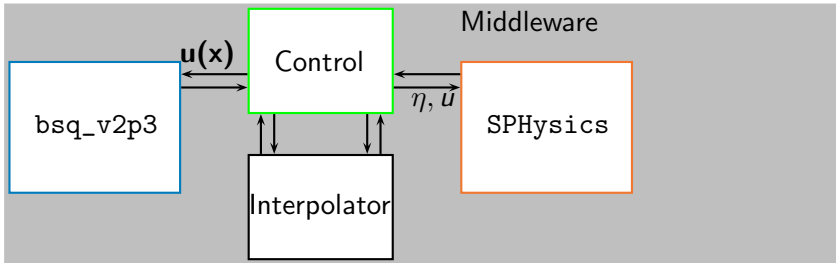 Middleware
u(x)
Control
η, u
bsq_v2p3
SPHysics
Interpolator